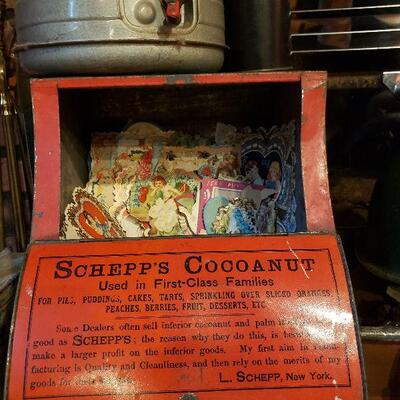 SCHEPP'S COCOANUT
Used in First-Class Families
FOR PIES, PUDDINGS, CAKES, TARTS, SPRINKLING OVER SLICED ORANGES,
PEACHES, BERRIES, FRUIT, DESSERTS, ETC.
Some Dealers often sell inferior cocoanut and palm it
good as SCHEPP'S; the reason why they do this, is because
make a larger profit on the inferior goods. My first aim in
facturing is Quality and Cleanliness, and then rely on the merits of my
goods for their
L. SCHEPP, New York.